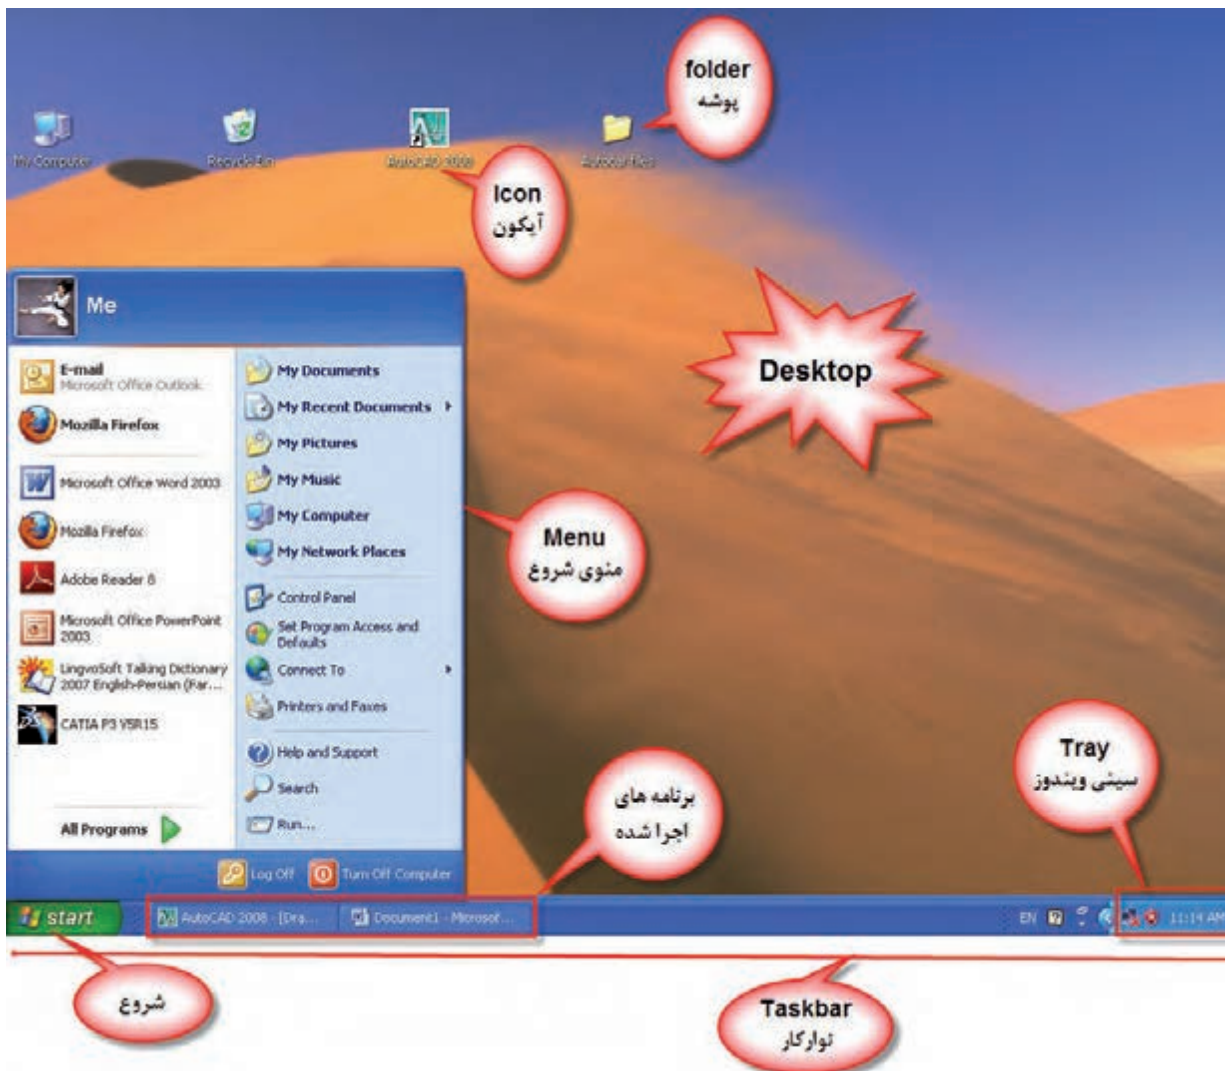 folder
پوشه
My Computer
Recycle Bin
AutoCAD 2008
Autocad files
Icon
آیکون
Me
Desktop
E-mail
Microsoft Office Outlook
Mozilla Firefox
Microsoft Office Word 2003
Mozilla Firefox
Adobe Reader 8
Microsoft Office PowerPoint
2003
LingvoSoft Talking Dictionary
2007 English-Persian (Far...
CATIA P3 V5R15
All Programs
My Documents
My Recent Documents
My Pictures
My Music
My Computer
My Network Places
Control Panel
Set Program Access and
Defaults
Connect To
Printers and Faxes
Help and Support
Search
Run...
Log Off
Turn Off Computer
Menu
منوی شروع
برنامه های
اجرا شده
Tray
سینی ویندوز
start
AutoCAD 2008 - [Dra...
Document1 - Microsof...
EN
11:14 AM
شروع
Taskbar
نوارکار